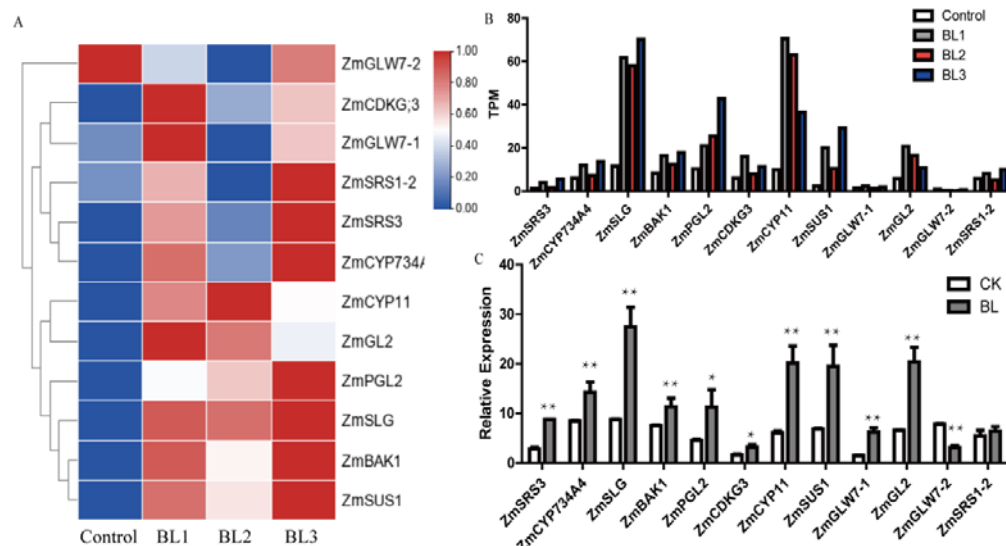 A
ZmGLW7-2
ZmCDKG;3
ZmGLW7-1
ZmSRS1-2
ZmSRS3
ZmCYP734A
ZmCYP11
ZmGL2
ZmPGL2
ZmSLG
ZmBAK1
ZmSUS1
Control BL1 BL2 BL3
1.00
0.80
0.60
0.40
0.20
0.00
B
Control
BL1
BL2
BL3
TPM
80
60
40
20
0
ZmSRS3
ZmCYP734A4
ZmSLG
ZmBAK1
ZmPGL2
ZmCDKG3
ZmCYP11
ZmSUS1
ZmGLW7-1
ZmGL2
ZmGLW7-2
ZmSRS1-2
C
CK
BL
Relative Expression
40
30
20
10
0
**
**
**
**
*
*
**
**
**
**
**
ZmSRS3
ZmCYP734A4
ZmSLG
ZmBAK1
ZmPGL2
ZmCDKG3
ZmCYP11
ZmSUS1
ZmGLW7-1
ZmGL2
ZmGLW7-2
ZmSRS1-2